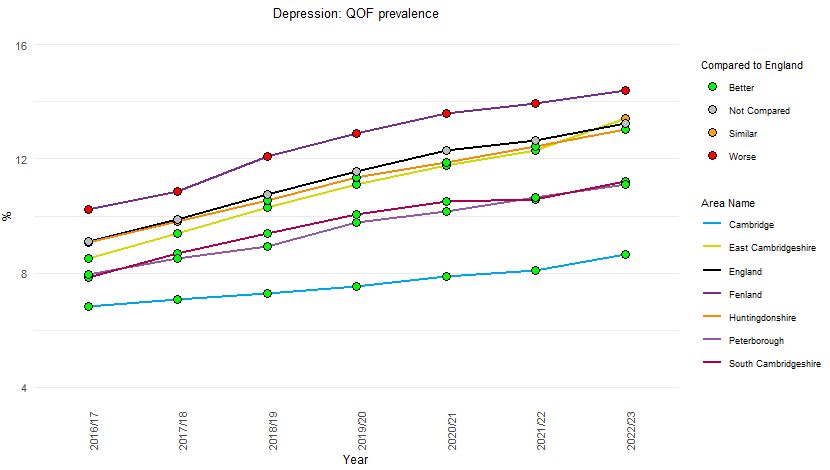 Depression: QOF prevalence
16
12
8
4
%
2016/17
2017/18
2018/19
2019/20
2020/21
2021/22
2022/23
Year
Compared to England
Better
Not Compared
Similar
Worse
Area Name
Cambridge
East Cambridgeshire
England
Fenland
Huntingdonshire
Peterborough
South Cambridgeshire